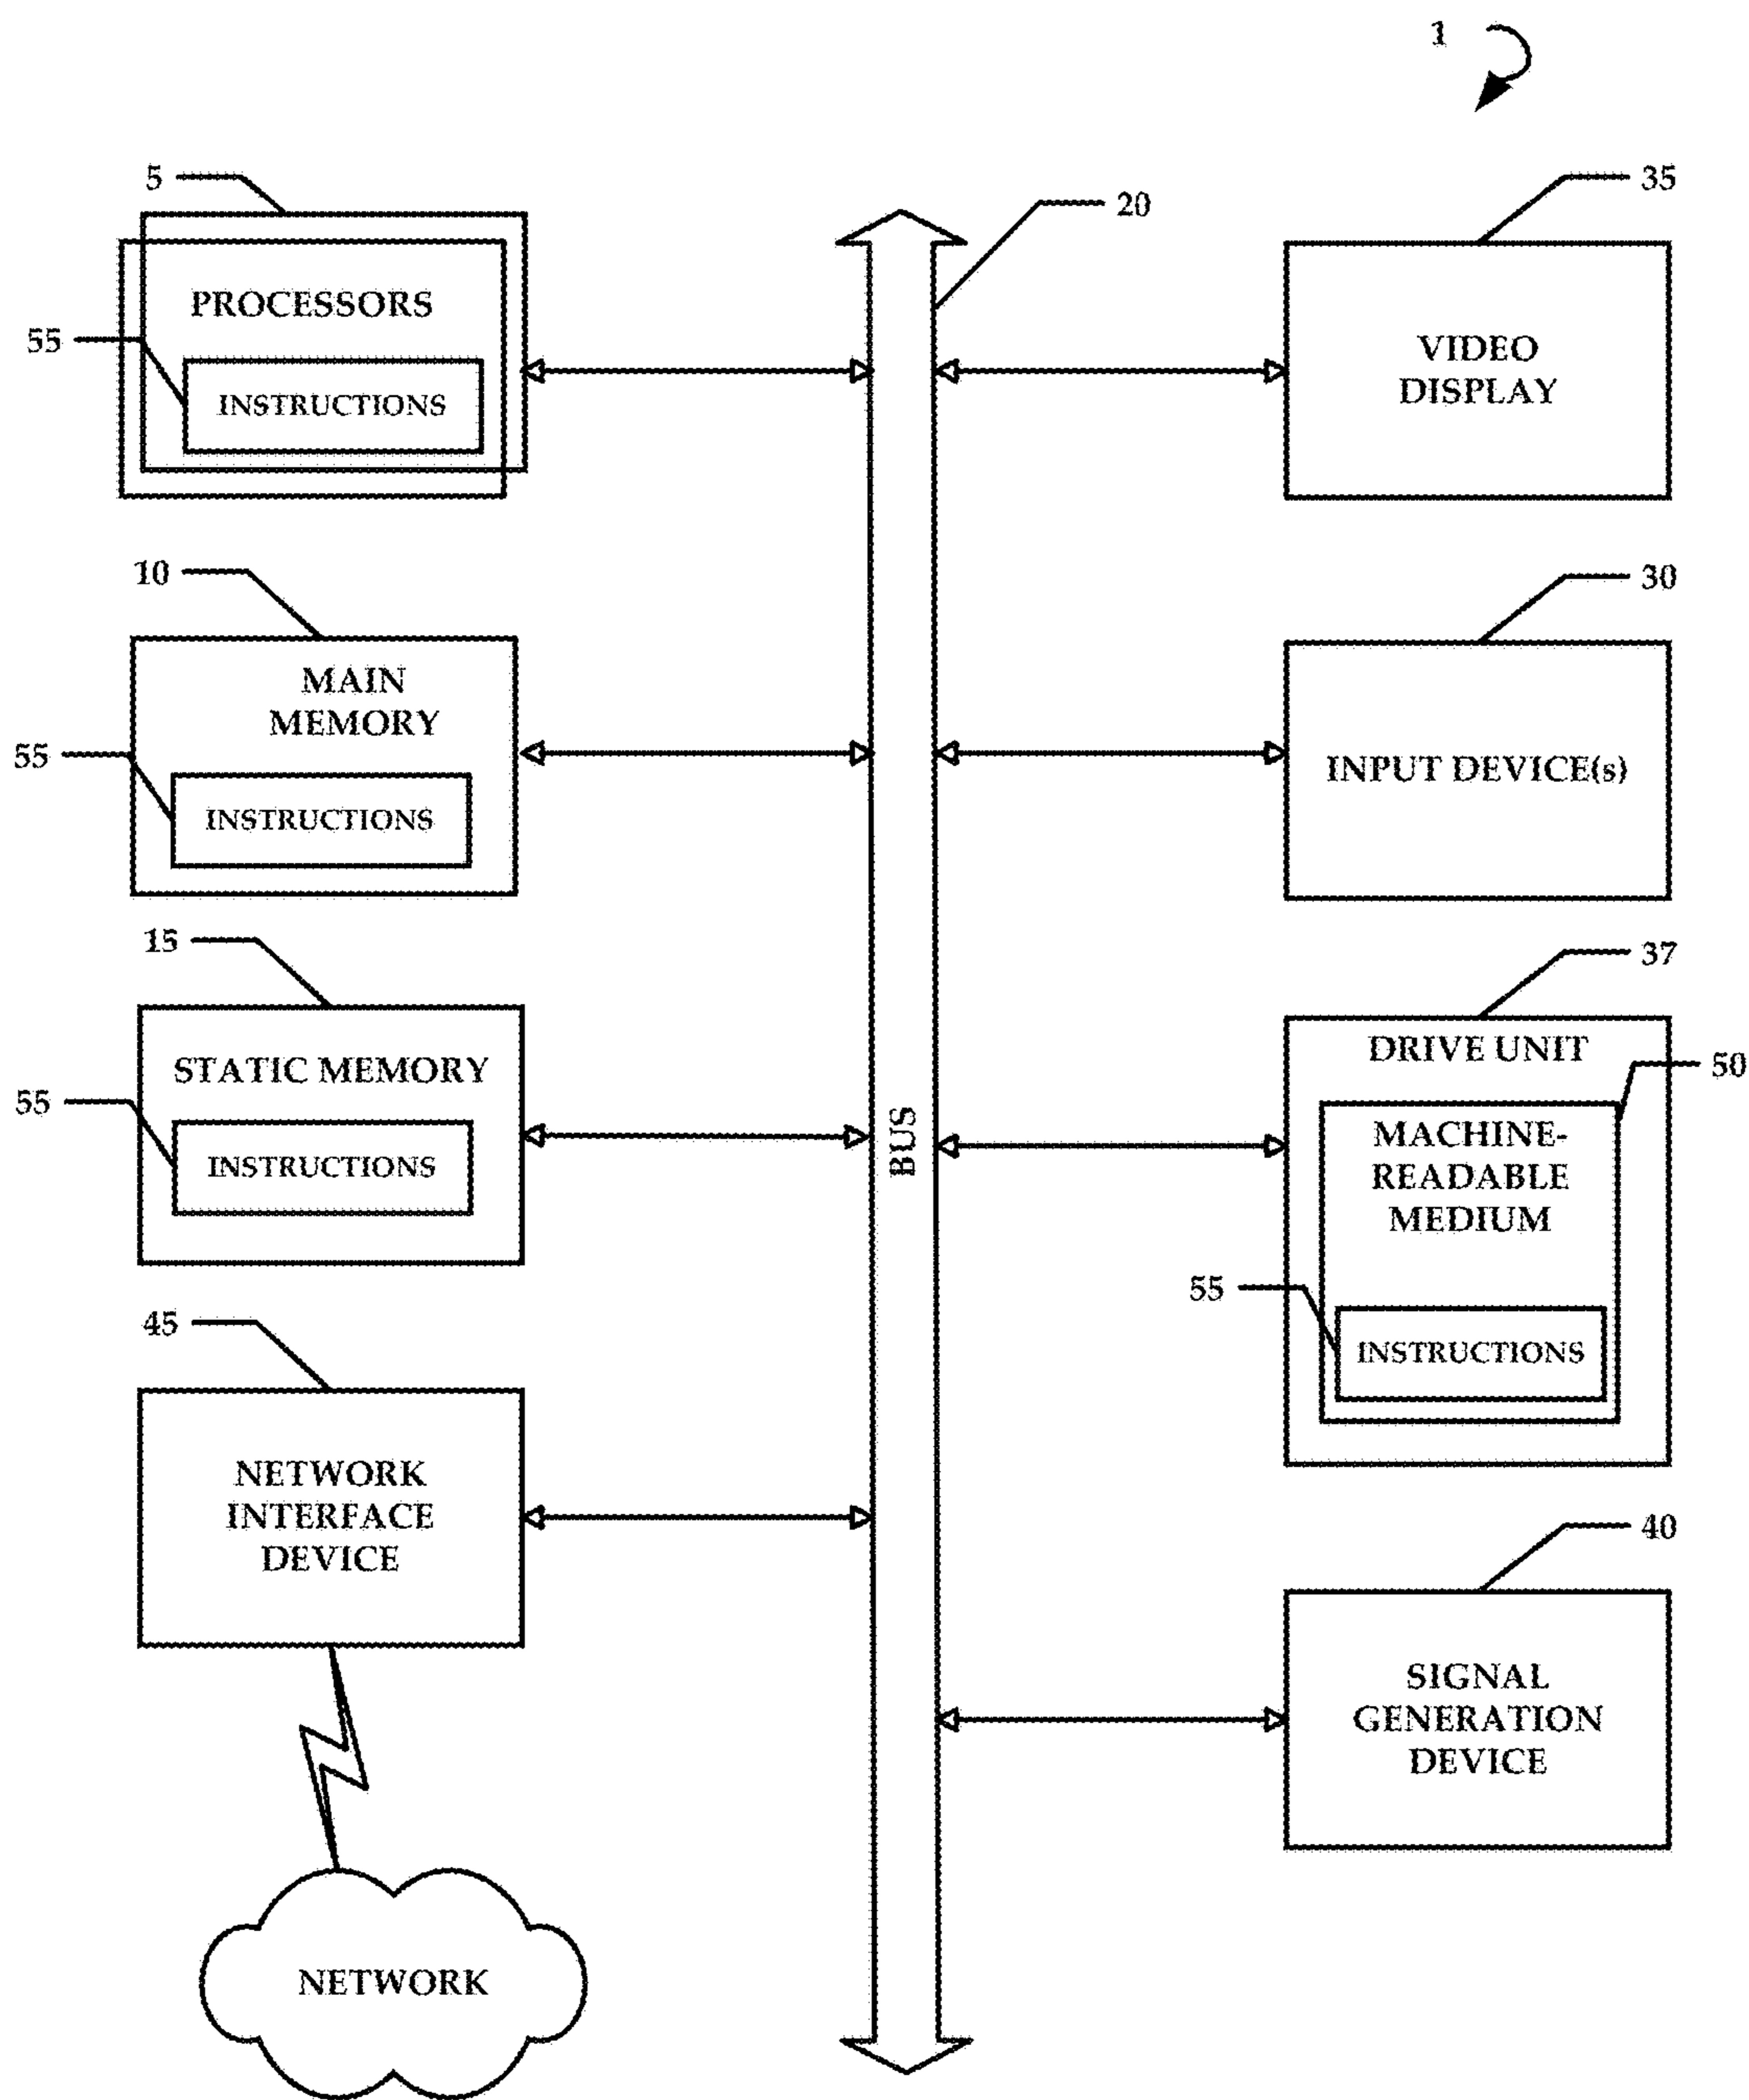 1
5
PROCESSORS
55
INSTRUCTIONS
10
MAIN
MEMORY
55
INSTRUCTIONS
15
STATIC MEMORY
55
INSTRUCTIONS
45
NETWORK
INTERFACE
DEVICE
NETWORK
20
BUS
35
VIDEO
DISPLAY
30
INPUT DEVICE(s)
37
DRIVE UNIT
50
MACHINE-
READABLE
MEDIUM
55
INSTRUCTIONS
40
SIGNAL
GENERATION
DEVICE